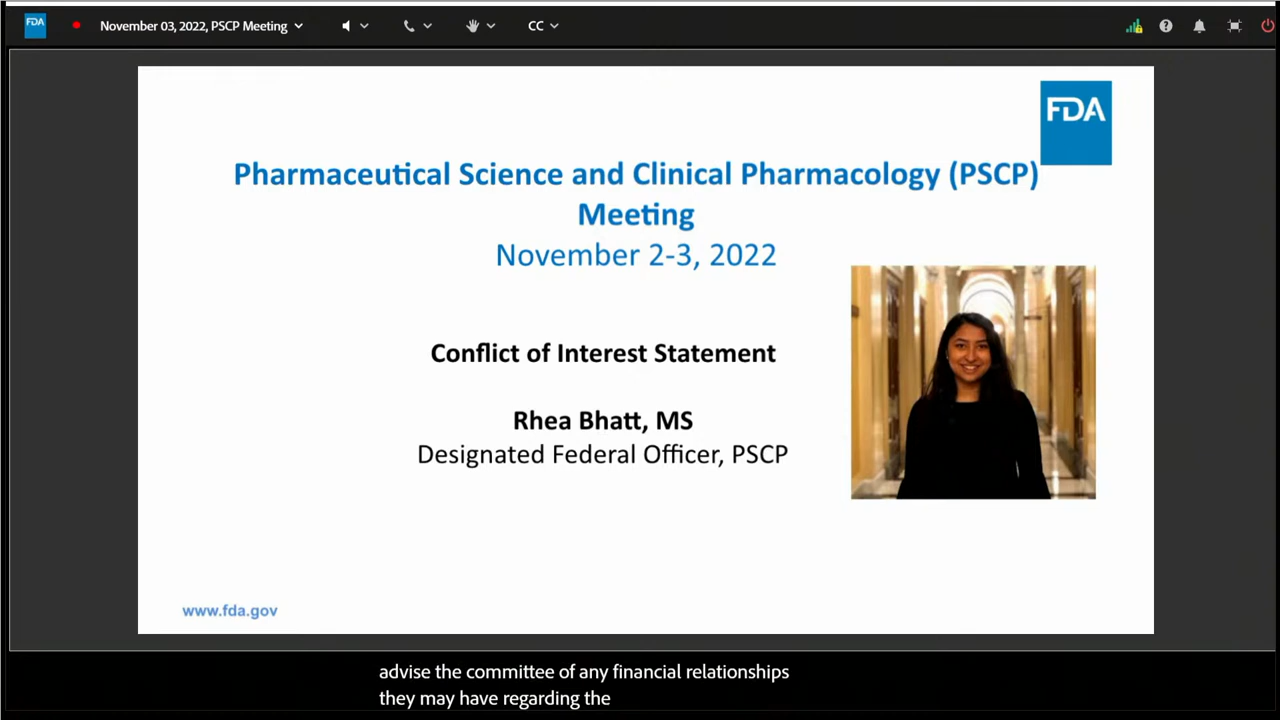 FDA
November 03, 2022, PSCP Meeting
CC
FDA
Pharmaceutical Science and Clinical Pharmacology (PSCP)
Meeting
November 2-3, 2022
Conflict of Interest Statement
Rhea Bhatt, MS
Designated Federal Officer, PSCP
www.fda.gov
advise the committee of any financial relationships
they may have regarding the